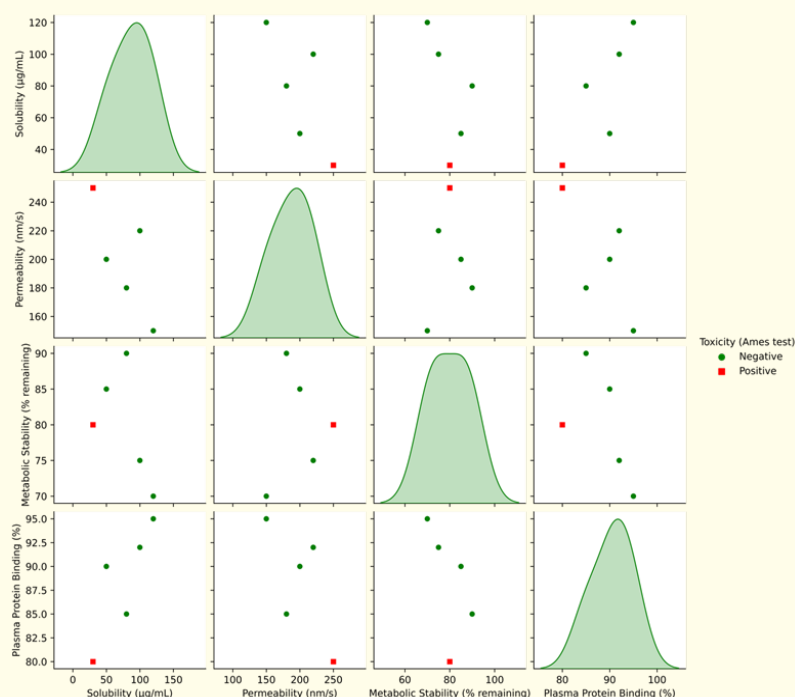 Solubility (µg/mL)
120
100
80
60
40
Permeability (nm/s)
240
220
200
180
160
Metabolic Stability (% remaining)
90
85
80
75
70
Plasma Protein Binding (%)
95.0
92.5
90.0
87.5
85.0
82.5
80.0
0 50 100 150
100 150 200 250
60 80 100
80 90 100
Solubility (µg/mL) Permeability (nm/s) Metabolic Stability (% remaining) Plasma Protein Binding (%)
Toxicity (Ames test)
Negative
Positive